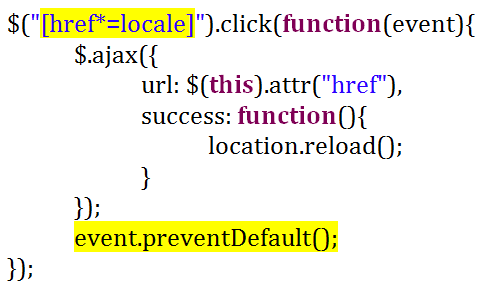 $("[href*=locale]").click(function(event){
$.ajax({
url: $(this).attr("href"),
success: function(){
location.reload();
}
});
event.preventDefault();
});